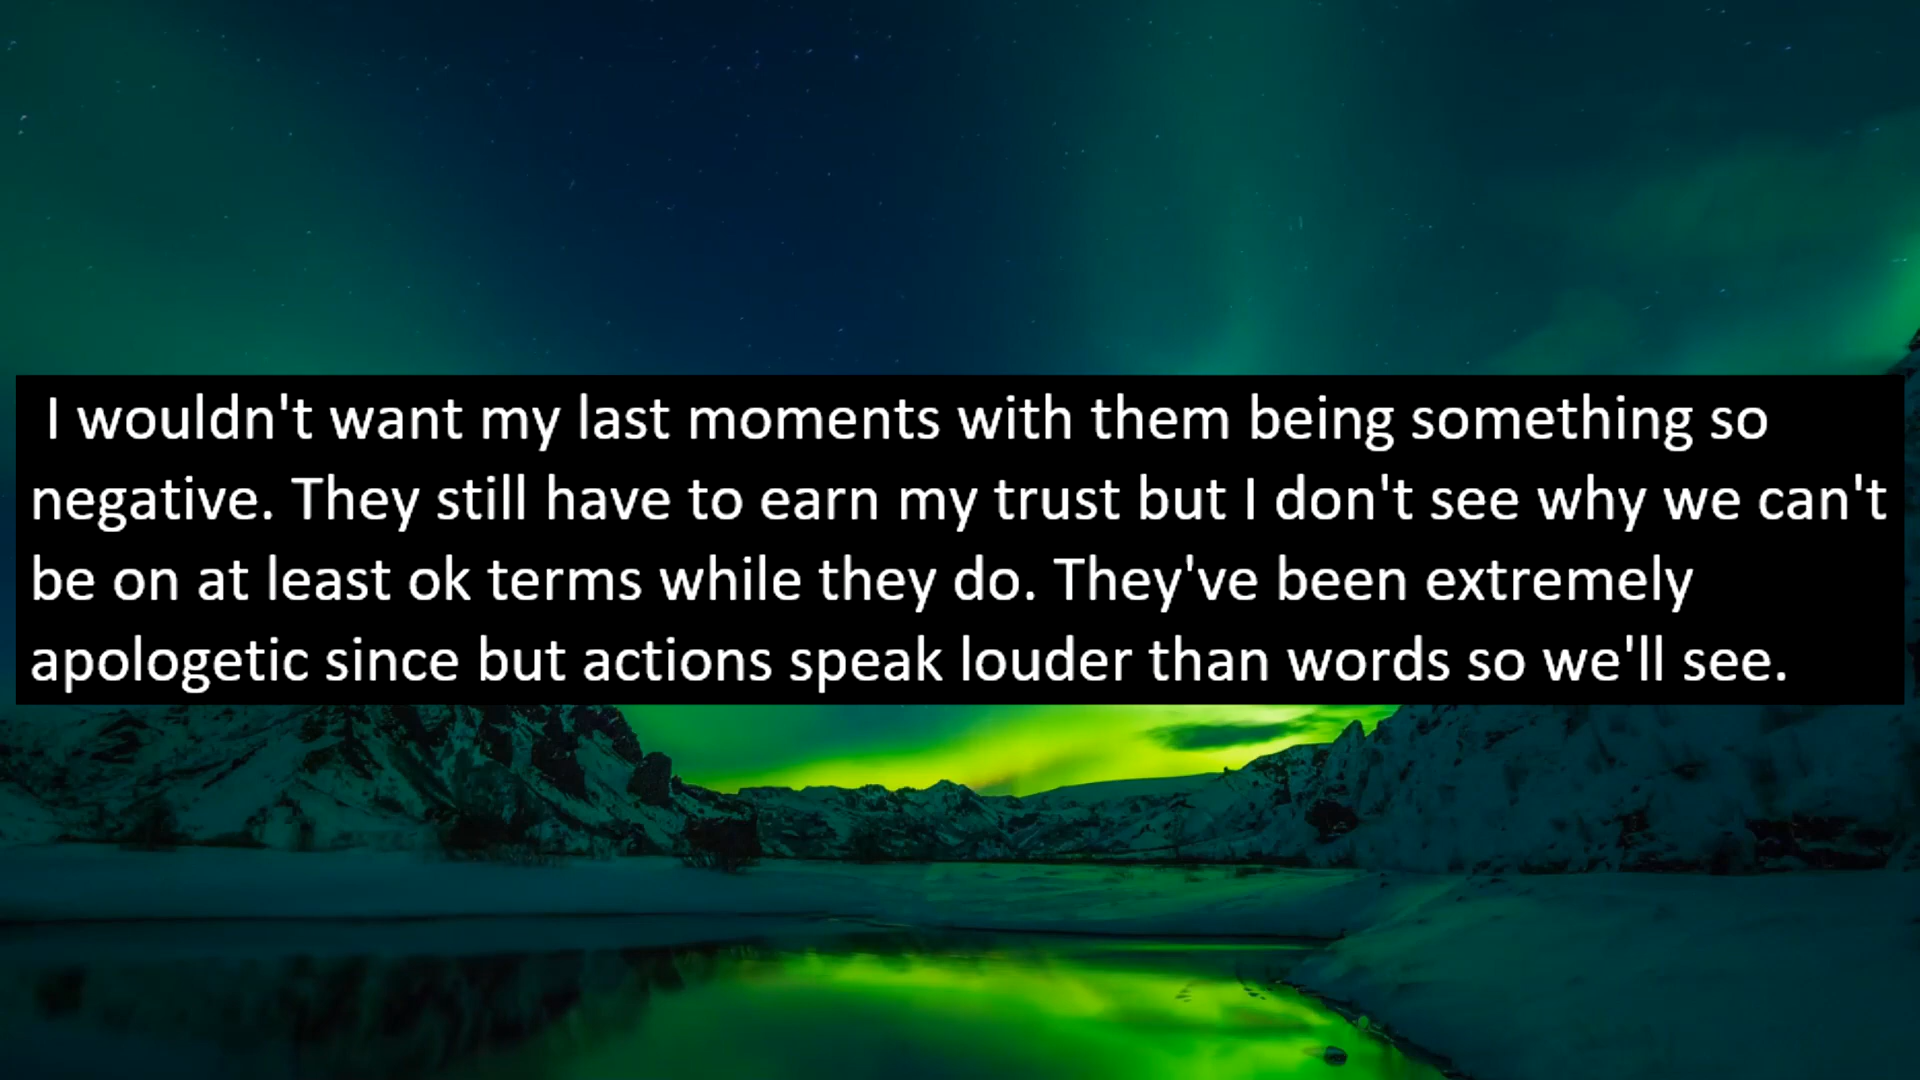 I wouldn't want my last moments with them being something so
negative. They still have to earn my trust but I don't see why we can't
be on at least ok terms while they do. They've been extremely
apologetic since but actions speak louder than words so we'll see.